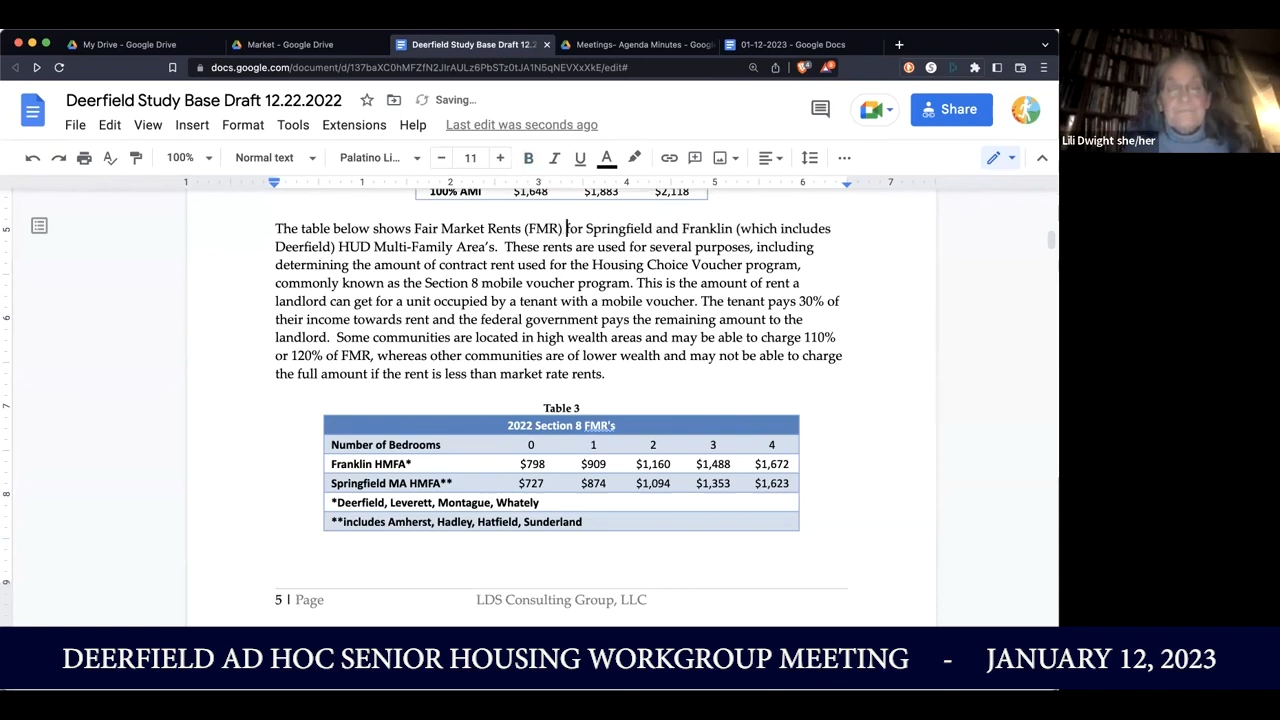 My Drive - Google Drive
Market - Google Drive
Deerfield Study Base Draft 12.2
Meetings- Agenda Minutes - Goog
01-12-2023 - Google Docs
docs.google.com/document/d/137baXC0hMFZfN2JlrAULz6PbSTz0tJA1N5qNEVXxXkE/edit#
Deerfield Study Base Draft 12.22.2022
Saving...
File Edit View Insert Format Tools Extensions Help Last edit was seconds ago
Share
100% Normal text Palatino Li... 11 B I U A
1 1 2 3 4 5 6 7
100% AMI $1,648 $1,883 $2,118
The table below shows Fair Market Rents (FMR) for Springfield and Franklin (which includes
Deerfield) HUD Multi-Family Area's. These rents are used for several purposes, including
determining the amount of contract rent used for the Housing Choice Voucher program,
commonly known as the Section 8 mobile voucher program. This is the amount of rent a
landlord can get for a unit occupied by a tenant with a mobile voucher. The tenant pays 30% of
their income towards rent and the federal government pays the remaining amount to the
landlord. Some communities are located in high wealth areas and may be able to charge 110%
or 120% of FMR, whereas other communities are of lower wealth and may not be able to charge
the full amount if the rent is less than market rate rents.
Table 3
2022 Section 8 FMR's
Number of Bedrooms 0 1 2 3 4
Franklin HMFA* $798 $909 $1,160 $1,488 $1,672
Springfield MA HMFA** $727 $874 $1,094 $1,353 $1,623
*Deerfield, Leverett, Montague, Whately
**includes Amherst, Hadley, Hatfield, Sunderland
5 | Page LDS Consulting Group, LLC
5
6
7
8
9
Lili Dwight she/her
DEERFIELD AD HOC SENIOR HOUSING WORKGROUP MEETING - JANUARY 12, 2023